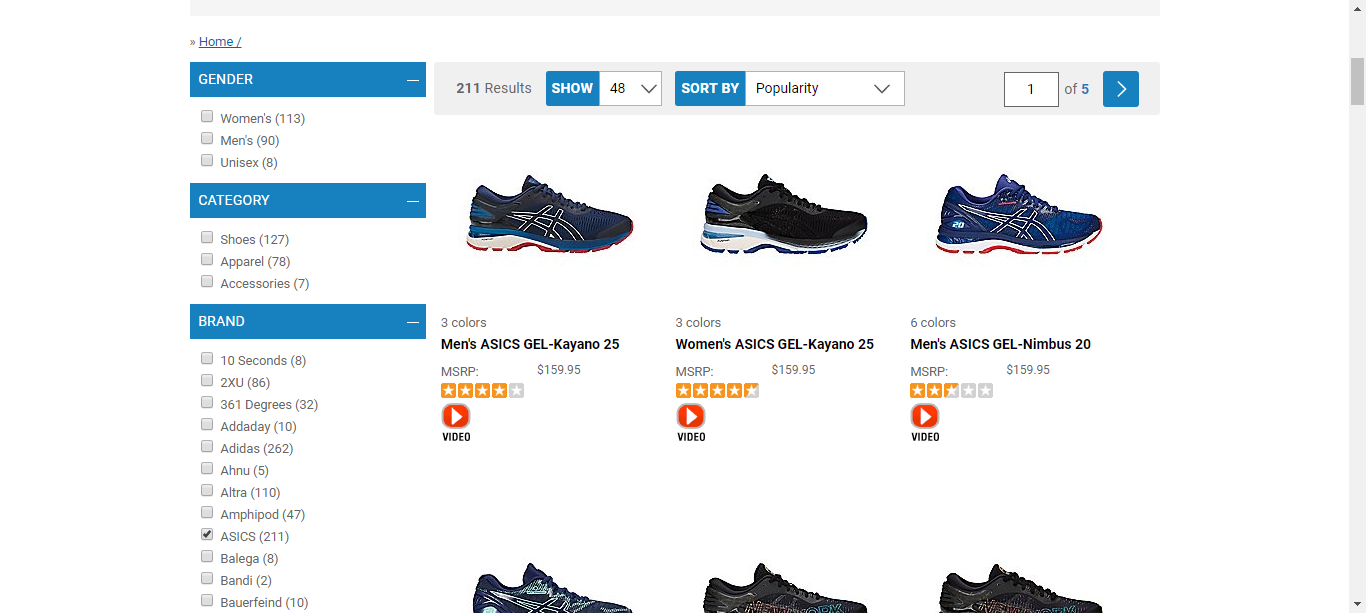 » Home /
GENDER
Women's (113)
Men's (90)
Unisex (8)
CATEGORY
Shoes (127)
Apparel (78)
Accessories (7)
BRAND
10 Seconds (8)
2XU (86)
361 Degrees (32)
Addaday (10)
Adidas (262)
Ahnu (5)
Altra (110)
Amphipod (47)
ASICS (211)
Balega (8)
Bandi (2)
Bauerfeind (10)
211 Results SHOW 48 SORT BY Popularity 1 of 5
3 colors
Men's ASICS GEL-Kayano 25
MSRP: $159.95
VIDEO
3 colors
Women's ASICS GEL-Kayano 25
MSRP: $159.95
VIDEO
20
6 colors
Men's ASICS GEL-Nimbus 20
MSRP: $159.95
VIDEO